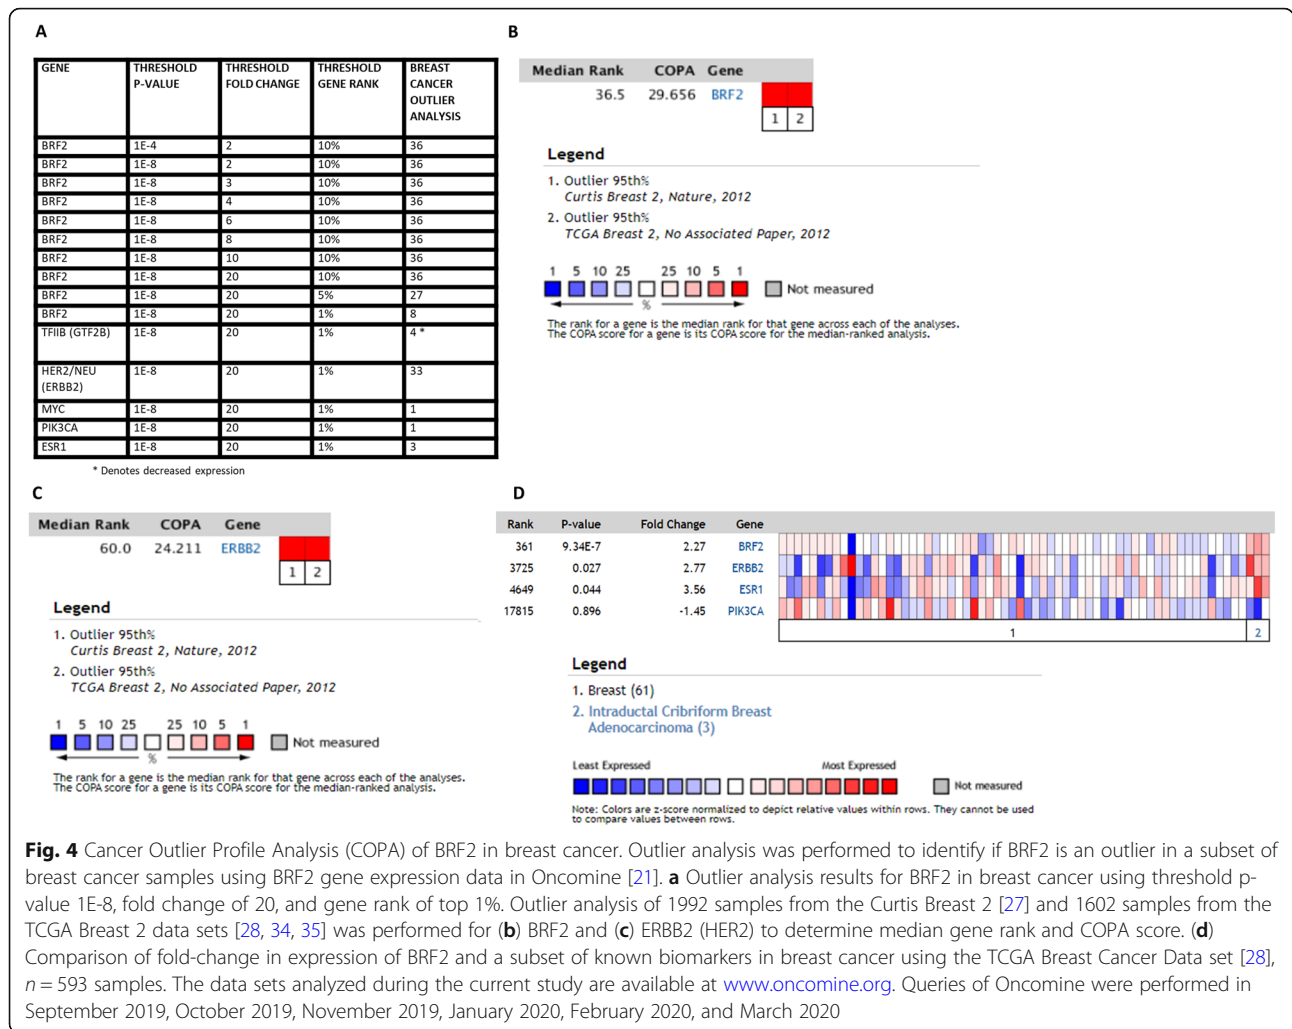 A
GENE THRESHOLD P-VALUE THRESHOLD FOLD CHANGE THRESHOLD GENE RANK BREAST CANCER OUTLIER ANALYSIS
BRF2 1E-4 2 10% 36
BRF2 1E-8 2 10% 36
BRF2 1E-8 3 10% 36
BRF2 1E-8 4 10% 36
BRF2 1E-8 6 10% 36
BRF2 1E-8 8 10% 36
BRF2 1E-8 10 10% 36
BRF2 1E-8 20 10% 36
BRF2 1E-8 20 5% 27
BRF2 1E-8 20 1% 8
TFIIB (GTF2B) 1E-8 20 1% 4 *
HER2/NEU (ERBB2) 1E-8 20 1% 33
MYC 1E-8 20 1% 1
PIK3CA 1E-8 20 1% 1
ESR1 1E-8 20 1% 3
* Denotes decreased expression
B
Median Rank COPA Gene
36.5 29.656 BRF2
1 2
Legend
1. Outlier 95th%
Curtis Breast 2, Nature, 2012
2. Outlier 95th%
TCGA Breast 2, No Associated Paper, 2012
1 5 10 25 25 10 5 1
Not measured
%
The rank for a gene is the median rank for that gene across each of the analyses.
The COPA score for a gene is its COPA score for the median-ranked analysis.
C
Median Rank COPA Gene
60.0 24.211 ERBB2
1 2
Legend
1. Outlier 95th%
Curtis Breast 2, Nature, 2012
2. Outlier 95th%
TCGA Breast 2, No Associated Paper, 2012
1 5 10 25 25 10 5 1
Not measured
%
The rank for a gene is the median rank for that gene across each of the analyses.
The COPA score for a gene is its COPA score for the median-ranked analysis.
D
Rank P-value Fold Change Gene
361 9.34E-7 2.27 BRF2
3725 0.027 2.77 ERBB2
4649 0.044 3.56 ESR1
17815 0.896 -1.45 PIK3CA
1 2
Legend
1. Breast (61)
2. Intraductal Cribriform Breast
Adenocarcinoma (3)
Least Expressed Most Expressed
Not measured
Note: Colors are z-score normalized to depict relative values within rows. They cannot be used
to compare values between rows.
Fig. 4 Cancer Outlier Profile Analysis (COPA) of BRF2 in breast cancer. Outlier analysis was performed to identify if BRF2 is an outlier in a subset of
breast cancer samples using BRF2 gene expression data in Oncomine [21]. a Outlier analysis results for BRF2 in breast cancer using threshold p-
value 1E-8, fold change of 20, and gene rank of top 1%. Outlier analysis of 1992 samples from the Curtis Breast 2 [27] and 1602 samples from the
TCGA Breast 2 data sets [28, 34, 35] was performed for (b) BRF2 and (c) ERBB2 (HER2) to determine median gene rank and COPA score. (d)
Comparison of fold-change in expression of BRF2 and a subset of known biomarkers in breast cancer using the TCGA Breast Cancer Data set [28],
n = 593 samples. The data sets analyzed during the current study are available at www.oncomine.org. Queries of Oncomine were performed in
September 2019, October 2019, November 2019, January 2020, February 2020, and March 2020